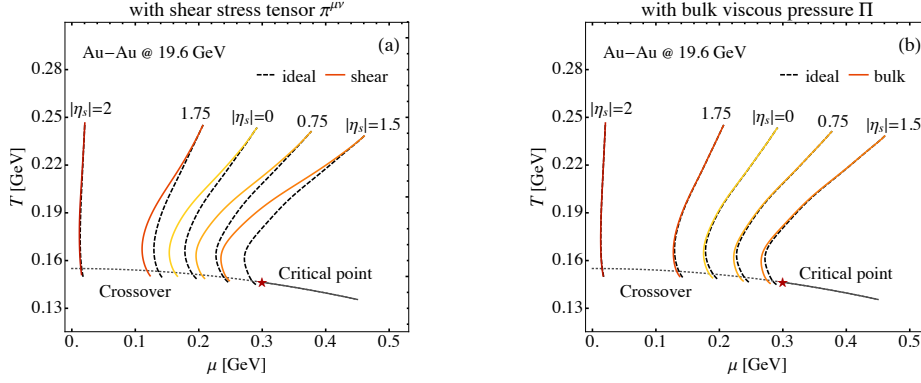 with shear stress tensor π^{μν}
(a)
Au−Au @ 19.6 GeV
ideal shear
|η_s|=2
1.75
|η_s|=0
0.75
|η_s|=1.5
Critical point
Crossover
0.28
0.25
0.22
0.19
0.16
0.13
T [GeV]
0. 0.1 0.2 0.3 0.4 0.5
μ [GeV]
with bulk viscous pressure Π
(b)
Au−Au @ 19.6 GeV
ideal bulk
|η_s|=2
1.75
|η_s|=0
0.75
|η_s|=1.5
Critical point
Crossover
0.28
0.25
0.22
0.19
0.16
0.13
T [GeV]
0. 0.1 0.2 0.3 0.4 0.5
μ [GeV]